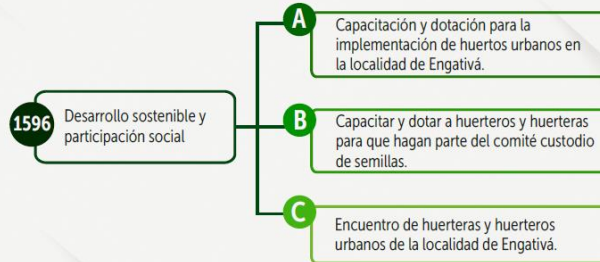 1596
Desarrollo sostenible y
participación social
A
Capacitación y dotación para la
implementación de huertos urbanos en
la localidad de Engativá.
B
Capacitar y dotar a huerteros y huerteras
para que hagan parte del comité custodio
de semillas.
C
Encuentro de huerteras y huerteros
urbanos de la localidad de Engativá.